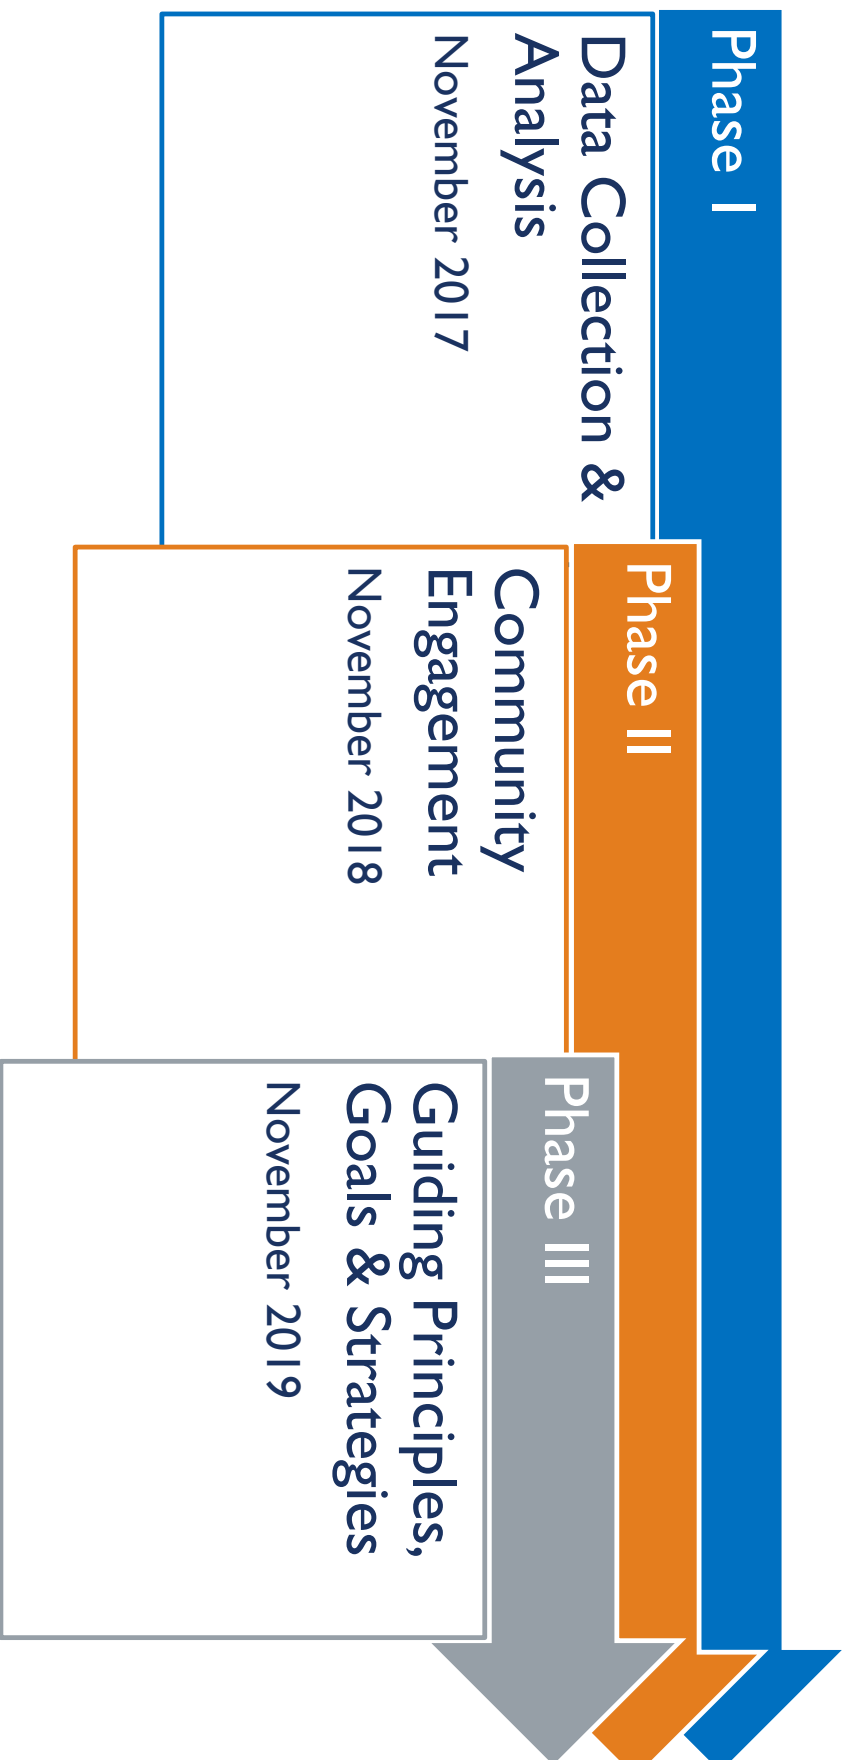 Phase I
Data Collection &
Analysis
November 2017
Phase II
Community
Engagement
November 2018
Phase III
Guiding Principles,
Goals & Strategies
November 2019